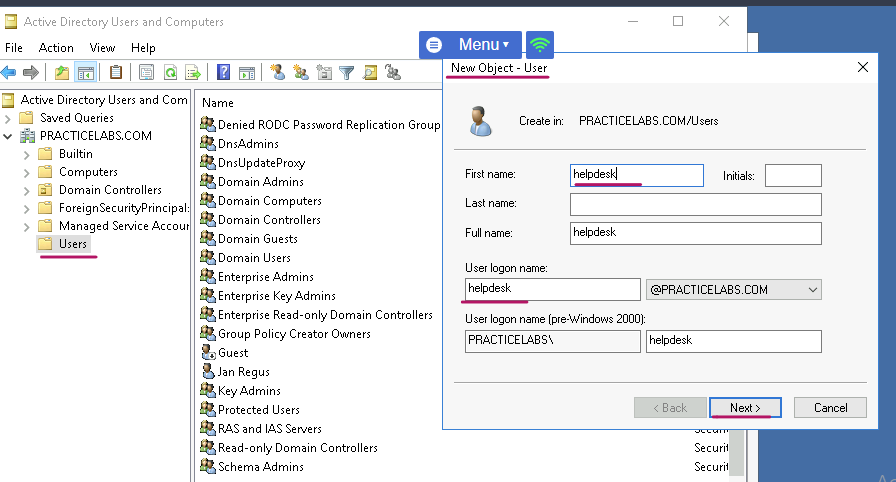 Active Directory Users and Computers
File Action View Help
Menu
Active Directory Users and Com
Saved Queries
PRACTICELABS.COM
Builtin
Computers
Domain Controllers
ForeignSecurityPrincipal:
Managed Service Accour
Users
Name
Denied RODC Password Replication Group
DnsAdmins
DnsUpdateProxy
Domain Admins
Domain Computers
Domain Controllers
Domain Guests
Domain Users
Enterprise Admins
Enterprise Key Admins
Enterprise Read-only Domain Controllers
Group Policy Creator Owners
Guest
Jan Regus
Key Admins
Protected Users
RAS and IAS Servers
Read-only Domain Controllers Securit
Schema Admins Securit
New Object - User
Create in: PRACTICELABS.COM/Users
First name: helpdesk Initials:
Last name:
Full name: helpdesk
User logon name:
helpdesk @PRACTICELABS.COM
User logon name (pre-Windows 2000):
PRACTICELABS\ helpdesk
< Back Next > Cancel